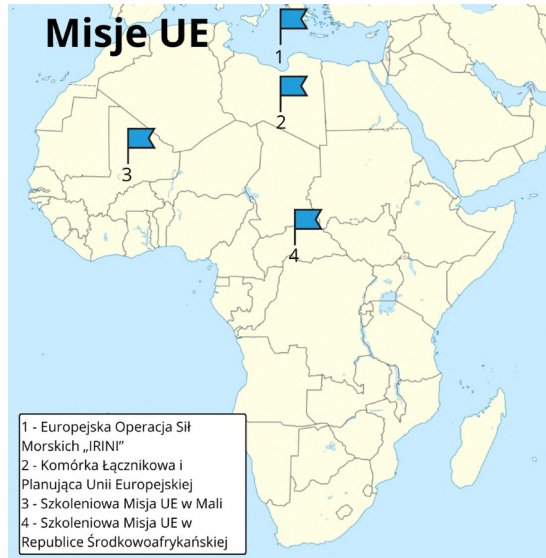 Misje UE
1
2
3
4
1 - Europejska Operacja Sił
Morskich „IRINI”
2 - Komórka Łącznikowa i
Planująca Unii Europejskiej
3 - Szkoleniowa Misja UE w Mali
4 - Szkoleniowa Misja UE w
Republice Środkowoafrykańskiej